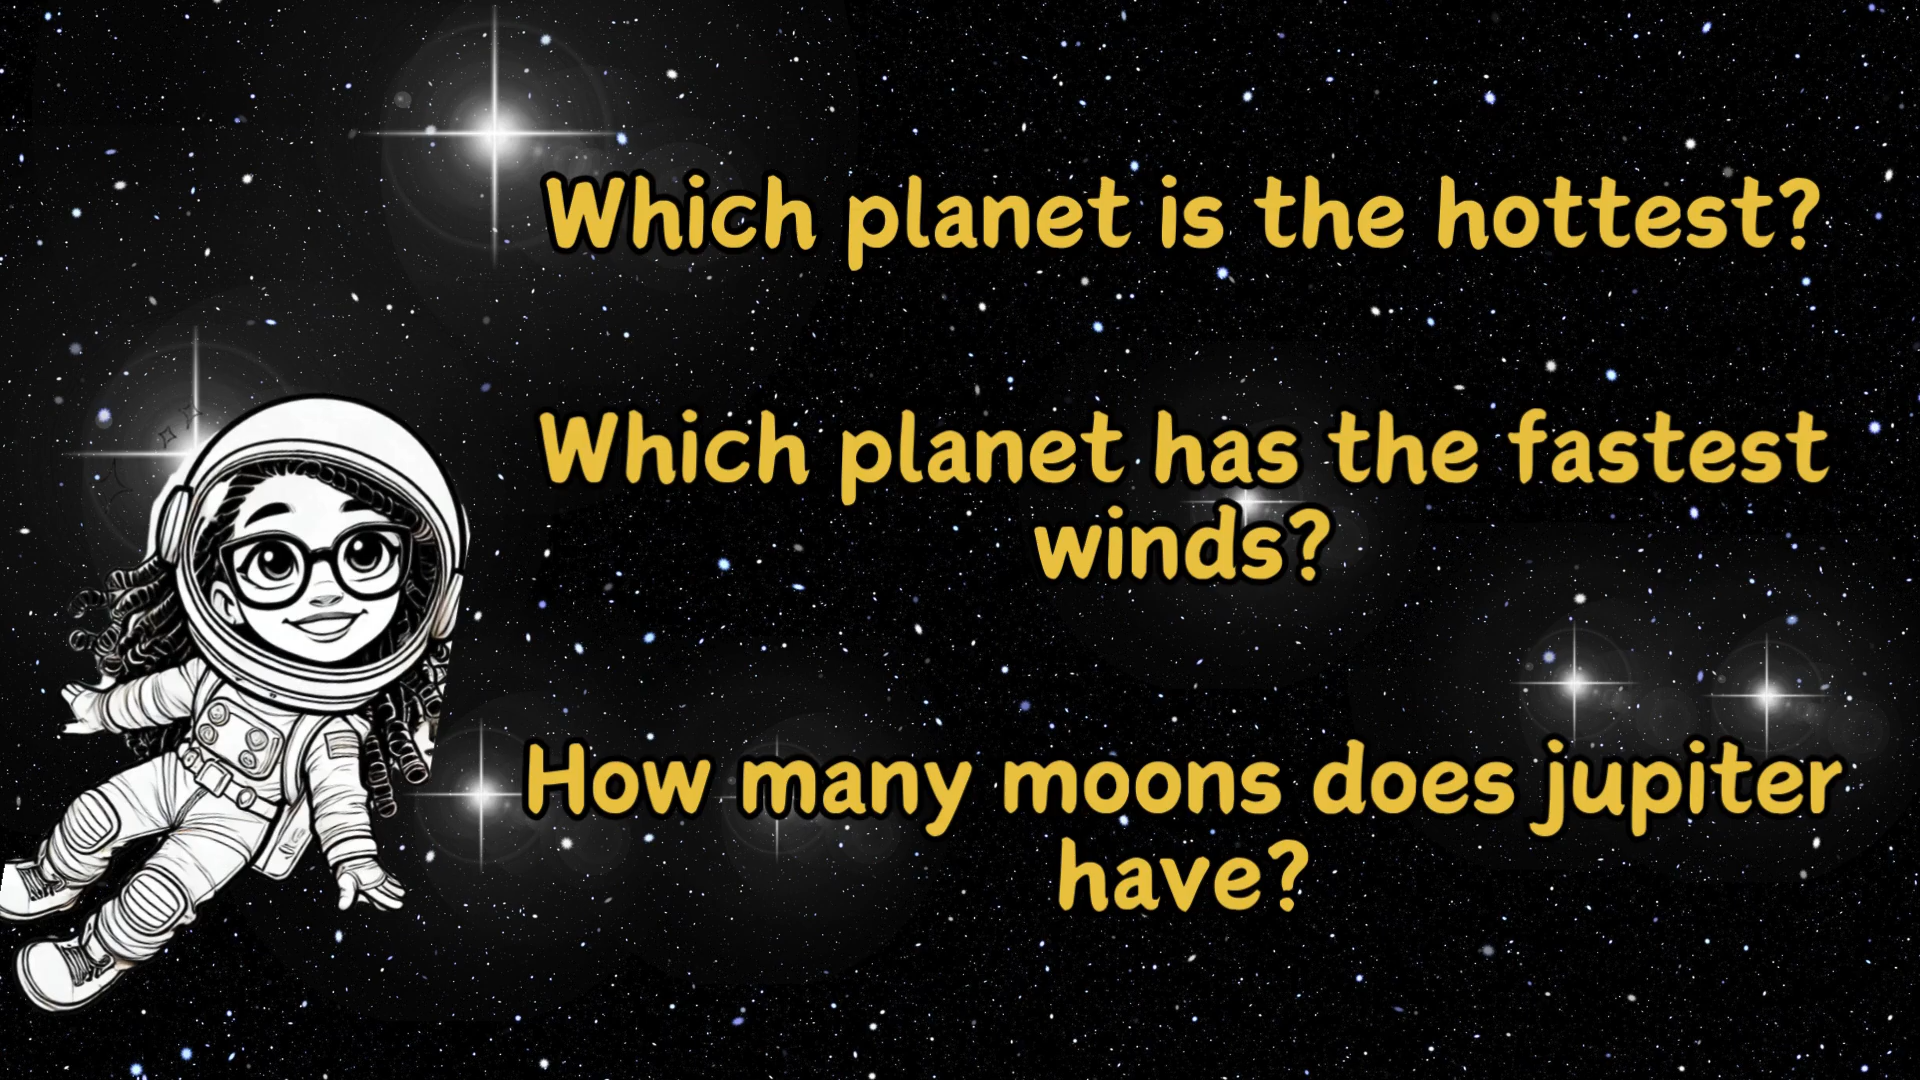 Which planet is the hottest?
Which planet has the fastest
winds?
How many moons does jupiter
have?